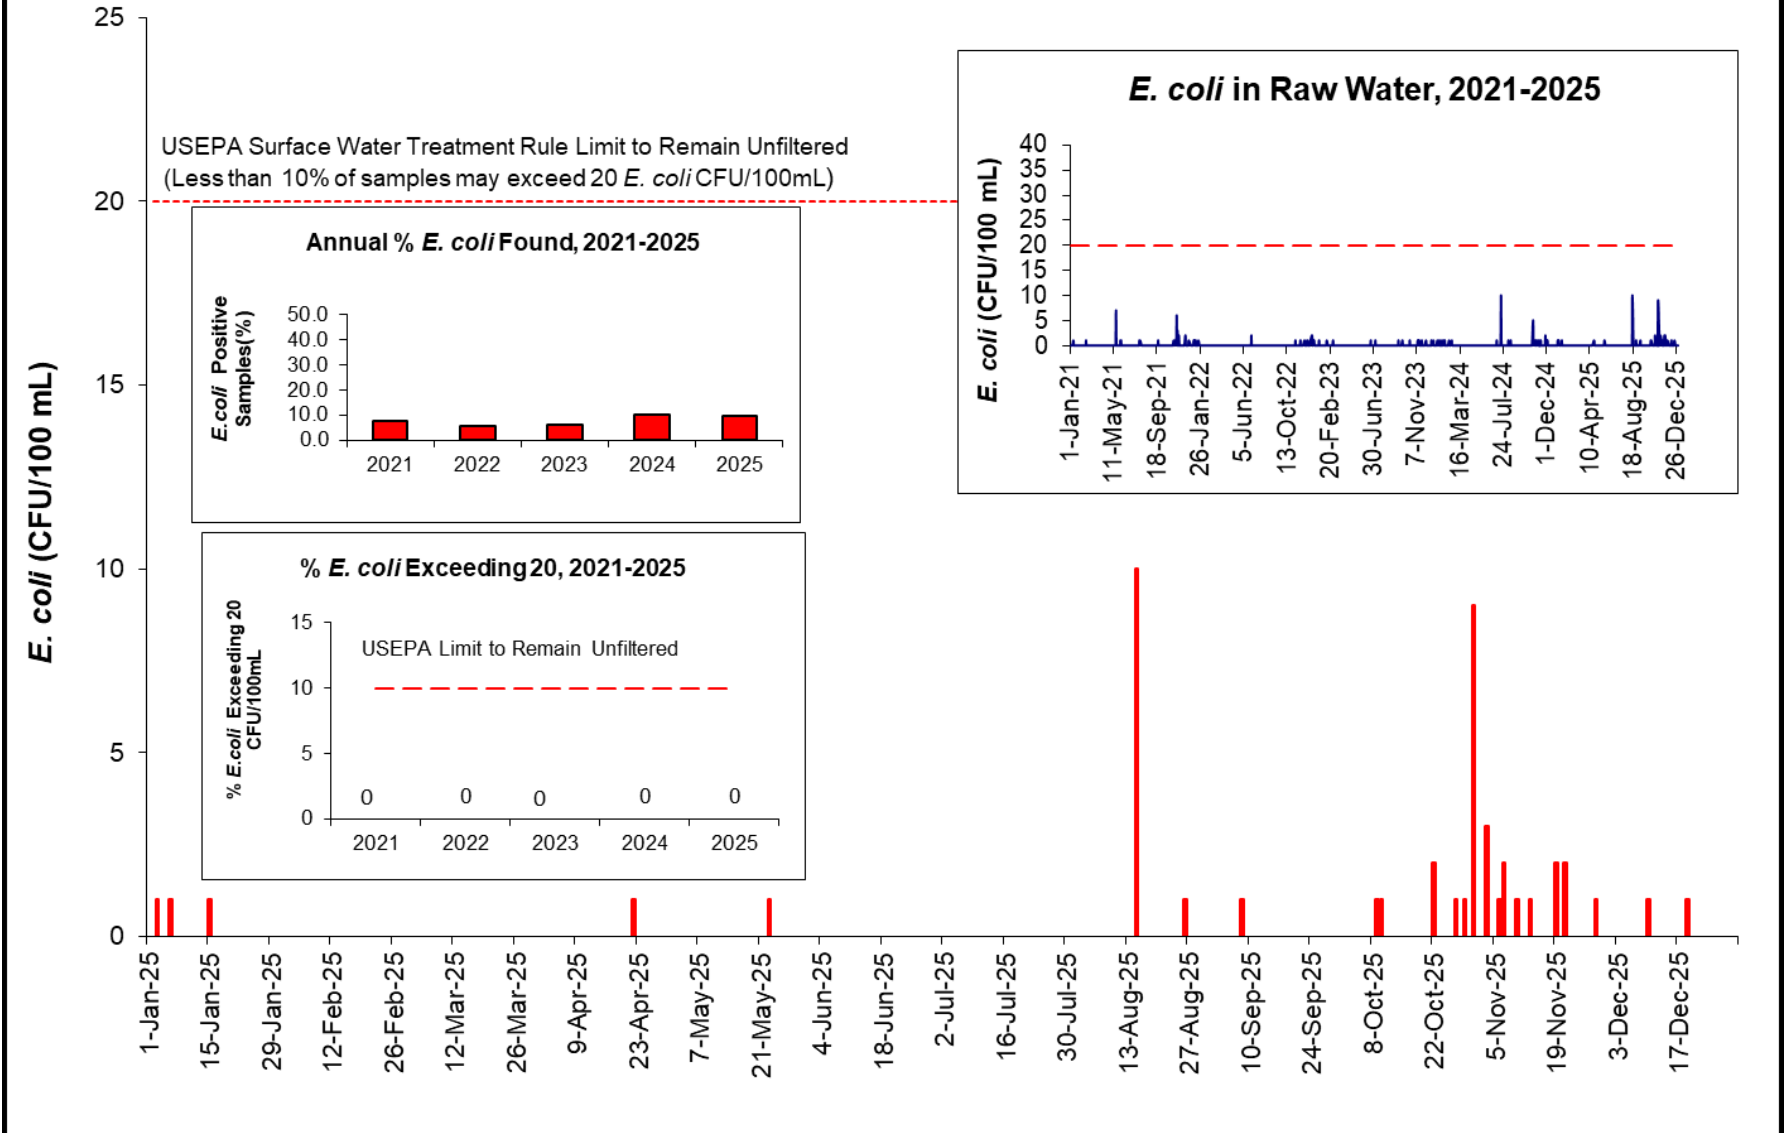 25
20
15
10
5
0
E. coli (CFU/100 mL)
USEPA Surface Water Treatment Rule Limit to Remain Unfiltered
(Less than 10% of samples may exceed 20 E. coli CFU/100mL)
Annual % E. coli Found, 2021-2025
E.coli Positive
Samples(%)
50.0
40.0
30.0
20.0
10.0
0.0
2021 2022 2023 2024 2025
% E. coli Exceeding 20, 2021-2025
% E.coli Exceeding 20
CFU/100mL
15
10
5
0
USEPA Limit to Remain Unfiltered
0 0 0 0 0
2021 2022 2023 2024 2025
E. coli in Raw Water, 2021-2025
E. coli (CFU/100 mL)
40
35
30
25
20
15
10
5
0
1-Jan-21 11-May-21 18-Sep-21 26-Jan-22 5-Jun-22 13-Oct-22 20-Feb-23 30-Jun-23 7-Nov-23 16-Mar-24 24-Jul-24 1-Dec-24 10-Apr-25 18-Aug-25 26-Dec-25
1-Jan-25 15-Jan-25 29-Jan-25 12-Feb-25 26-Feb-25 12-Mar-25 26-Mar-25 9-Apr-25 23-Apr-25 7-May-25 21-May-25 4-Jun-25 18-Jun-25 2-Jul-25 16-Jul-25 30-Jul-25 13-Aug-25 27-Aug-25 10-Sep-25 24-Sep-25 8-Oct-25 22-Oct-25 5-Nov-25 19-Nov-25 3-Dec-25 17-Dec-25